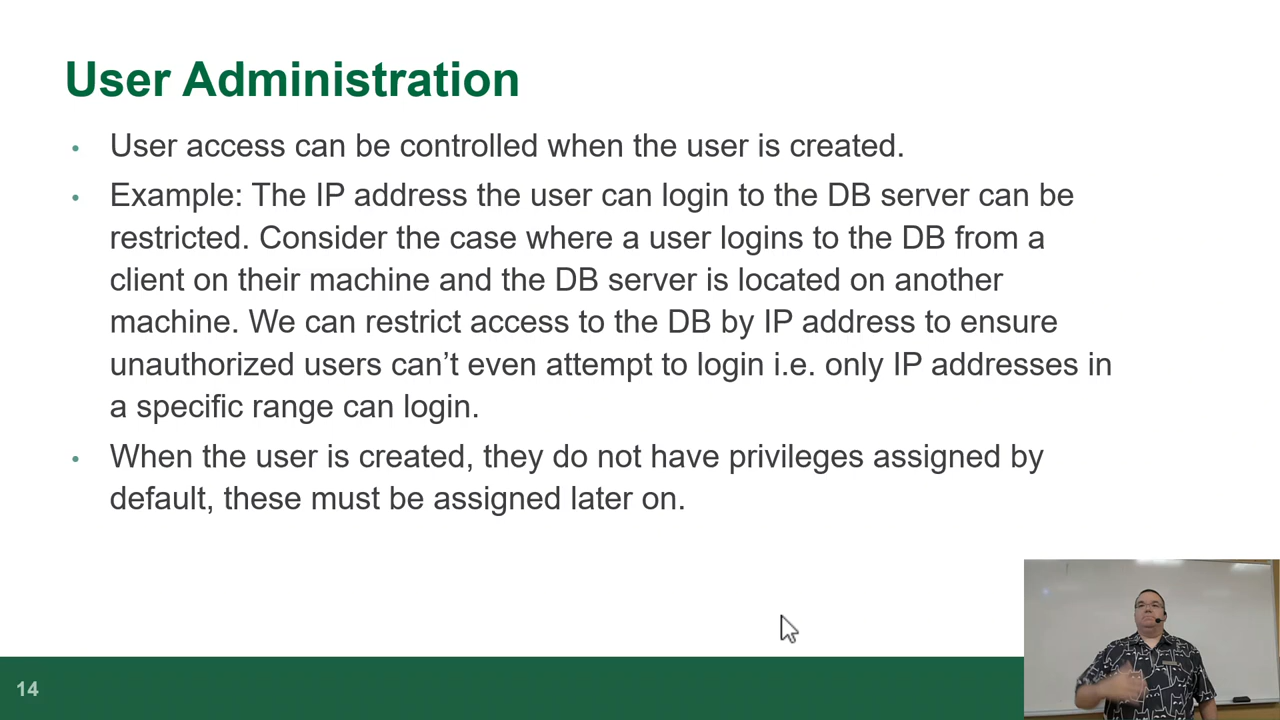 User Administration
• User access can be controlled when the user is created.
• Example: The IP address the user can login to the DB server can be
restricted. Consider the case where a user logins to the DB from a
client on their machine and the DB server is located on another
machine. We can restrict access to the DB by IP address to ensure
unauthorized users can’t even attempt to login i.e. only IP addresses in
a specific range can login.
• When the user is created, they do not have privileges assigned by
default, these must be assigned later on.
14